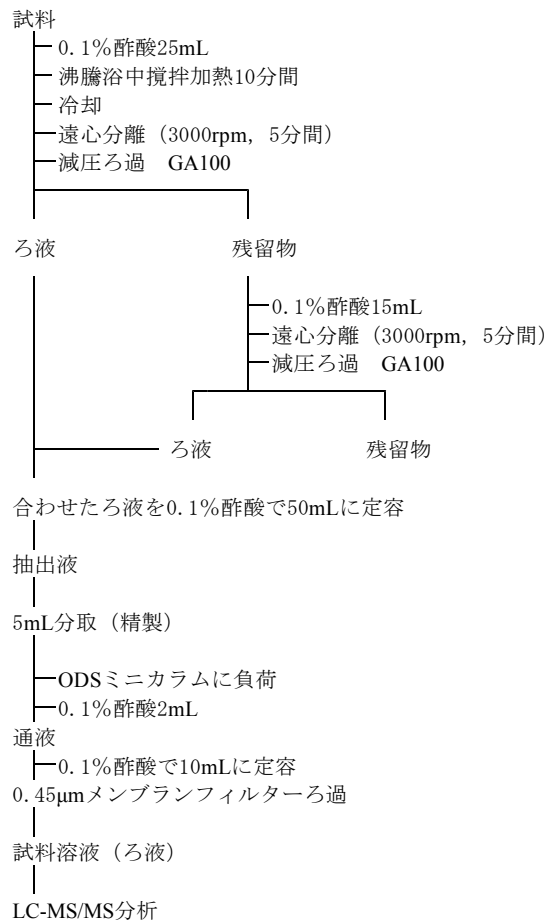 試料
0.1%酢酸25mL
沸騰浴中撹拌加熱10分間
冷却
遠心分離（3000rpm，5分間）
減圧ろ過　GA100
ろ液
残留物
0.1%酢酸15mL
遠心分離（3000rpm，5分間）
減圧ろ過　GA100
ろ液
残留物
合わせたろ液を0.1%酢酸で50mLに定容
抽出液
5mL分取（精製）
ODSミニカラムに負荷
0.1%酢酸2mL
通液
0.1%酢酸で10mLに定容
0.45μmメンブランフィルターろ過
試料溶液（ろ液）
LC-MS/MS分析